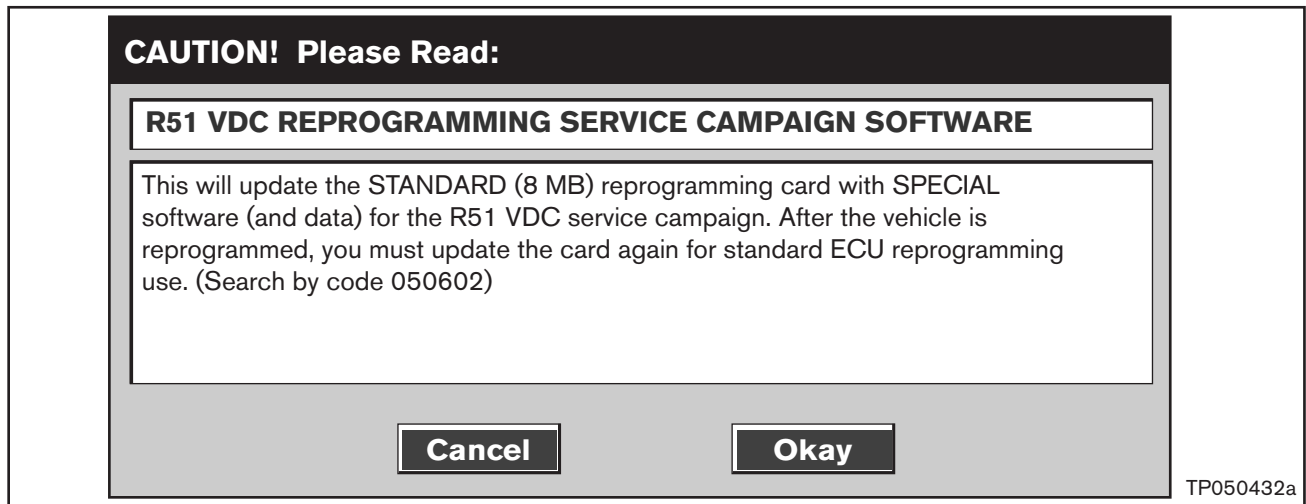 CAUTION! Please Read:
R51 VDC REPROGRAMMING SERVICE CAMPAIGN SOFTWARE
This will update the STANDARD (8 MB) reprogramming card with SPECIAL
software (and data) for the R51 VDC service campaign. After the vehicle is
reprogrammed, you must update the card again for standard ECU reprogramming
use. (Search by code 050602)
Cancel
Okay
TP050432a